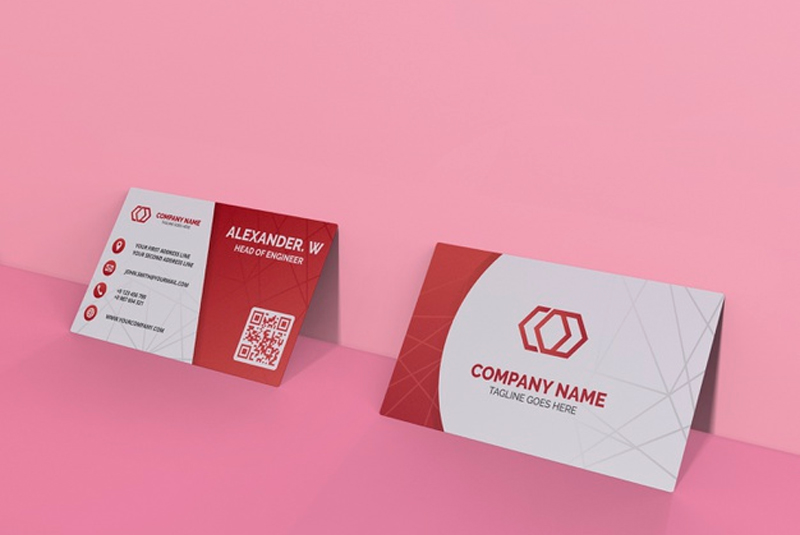 COMPANY NAME
TAGLINE GOES HERE
YOUR FIRST ADDRESS LINE
YOUR SECOND ADDRESS LINE
JOHN.SMITH@YOURMAIL.COM
+0 123 456 789
+0 987 654 321
WWW.YOURCOMPANY.COM
ALEXANDER. W
HEAD OF ENGINEER
COMPANY NAME
TAGLINE GOES HERE